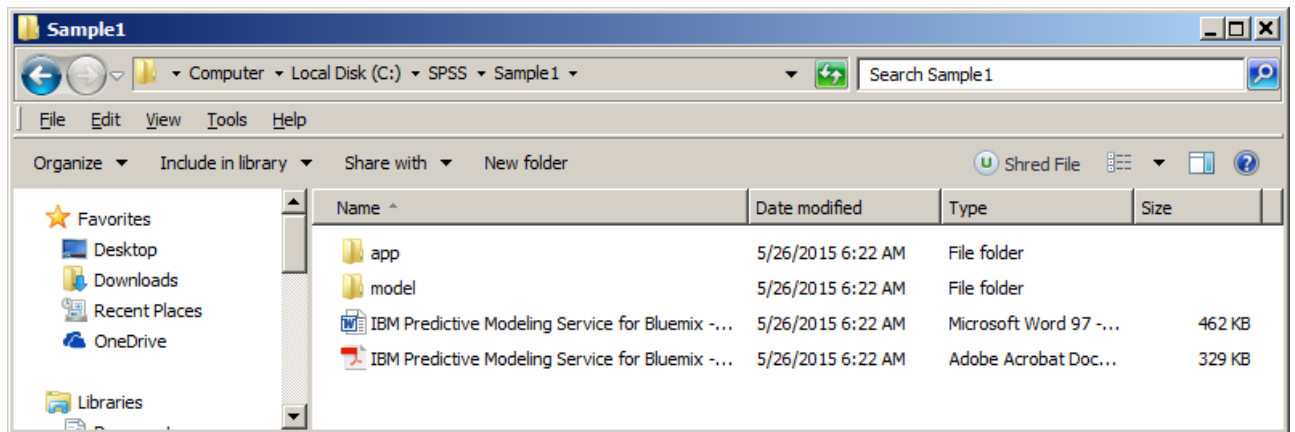 Sample1
Computer Local Disk (C:) SPSS Sample1 Search Sample1
File Edit View Tools Help
Organize Include in library Share with New folder Shred File
Favorites
Desktop
Downloads
Recent Places
OneDrive
Libraries
Name Date modified Type Size
app 5/26/2015 6:22 AM File folder
model 5/26/2015 6:22 AM File folder
IBM Predictive Modeling Service for Bluemix -... 5/26/2015 6:22 AM Microsoft Word 97 -... 462 KB
IBM Predictive Modeling Service for Bluemix -... 5/26/2015 6:22 AM Adobe Acrobat Doc... 329 KB